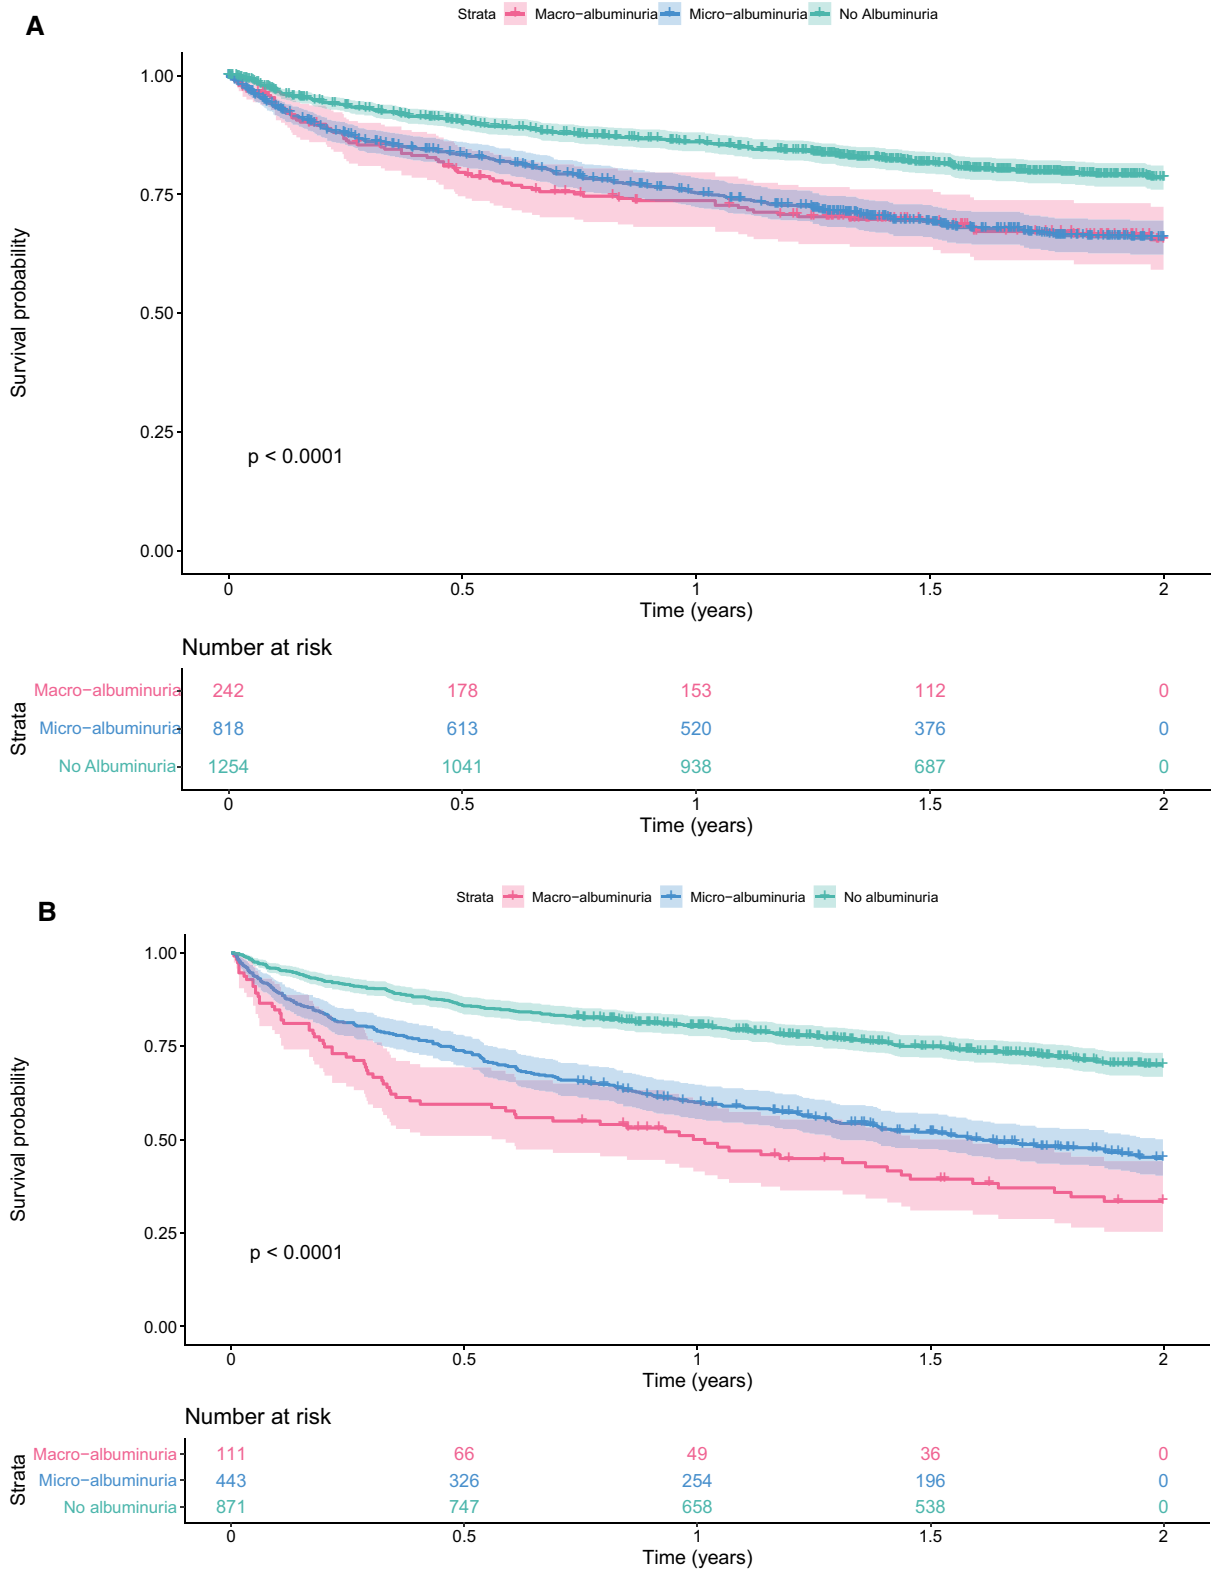 A
Strata Macro-albuminuria Micro-albuminuria No Albuminuria
1.00
0.75
0.50
0.25
0.00
Survival probability
p < 0.0001
0 0.5 1 1.5 2
Time (years)
Number at risk
Strata
Macro-albuminuria 242 178 153 112 0
Micro-albuminuria 818 613 520 376 0
No Albuminuria 1254 1041 938 687 0
0 0.5 1 1.5 2
Time (years)
B
Strata Macro-albuminuria Micro-albuminuria No albuminuria
1.00
0.75
0.50
0.25
0.00
Survival probability
p < 0.0001
0 0.5 1 1.5 2
Time (years)
Number at risk
Strata
Macro-albuminuria 111 66 49 36 0
Micro-albuminuria 443 326 254 196 0
No albuminuria 871 747 658 538 0
0 0.5 1 1.5 2
Time (years)